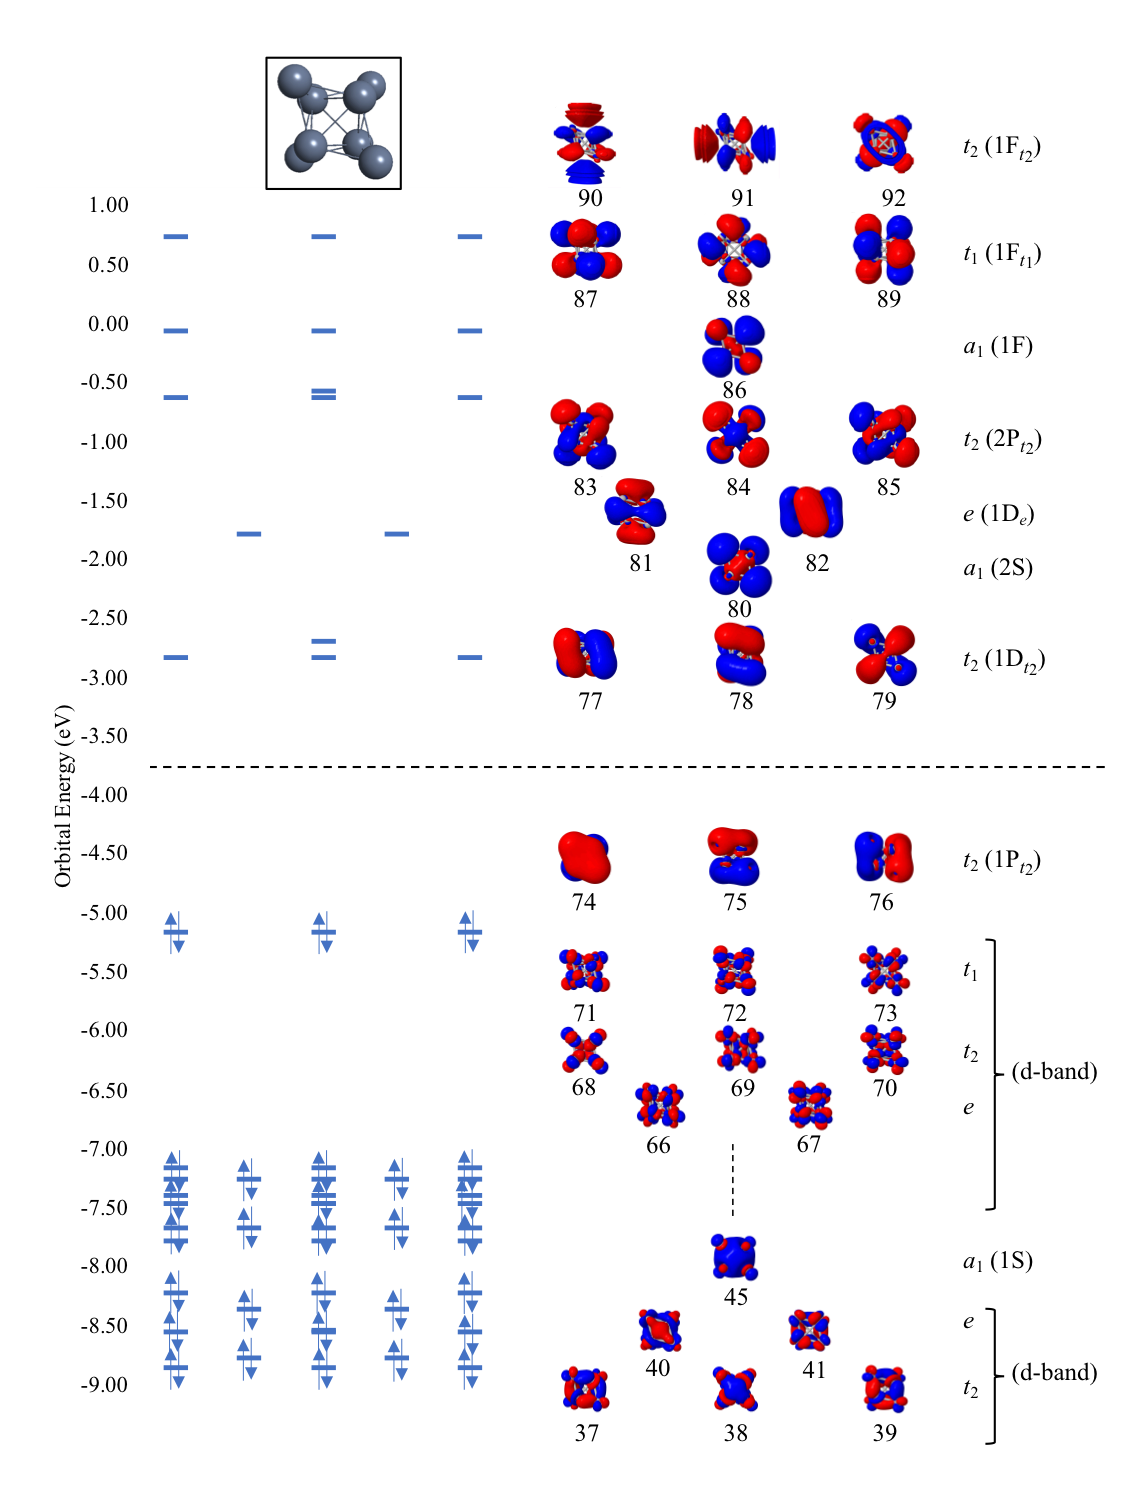 90 91 92 t2 (1Ft2)
1.00
87 88 89 t1 (1Ft1)
0.50
0.00
86 a1 (1F)
-0.50
-1.00
83 84 85 t2 (2Pt2)
-1.50
81 82 e (1De)
-2.00
80 a1 (2S)
-2.50
77 78 79 t2 (1Dt2)
-3.00
-3.50
Orbital Energy (eV)
-4.00
-4.50
74 75 76 t2 (1Pt2)
-5.00
-5.50
71 72 73 t1
-6.00
68 69 70 t2
(d-band)
-6.50
66 67 e
-7.00
-7.50
-8.00
45 a1 (1S)
-8.50
40 41 e
(d-band)
-9.00
37 38 39 t2